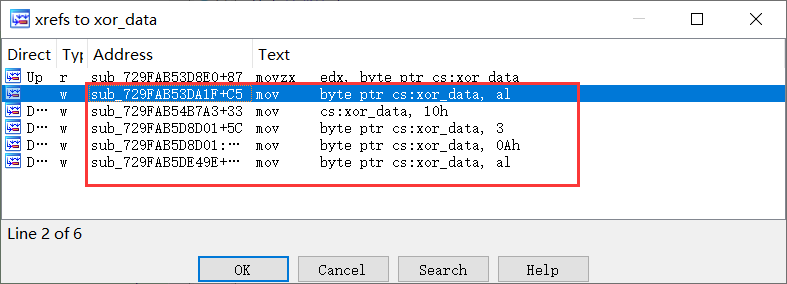 xrefs to xor_data
Direct Typ Address Text
Up r sub_729FAB53D8E0+87 movzx edx, byte ptr cs:xor_data
w sub_729FAB53DA1F+C5 mov byte ptr cs:xor_data, al
D… w sub_729FAB54B7A3+33 mov cs:xor_data, 10h
D… w sub_729FAB5D8D01+5C mov byte ptr cs:xor_data, 3
D… w sub_729FAB5D8D01:… mov byte ptr cs:xor_data, 0Ah
D… w sub_729FAB5DE49E+… mov byte ptr cs:xor_data, al
Line 2 of 6
OK Cancel Search Help